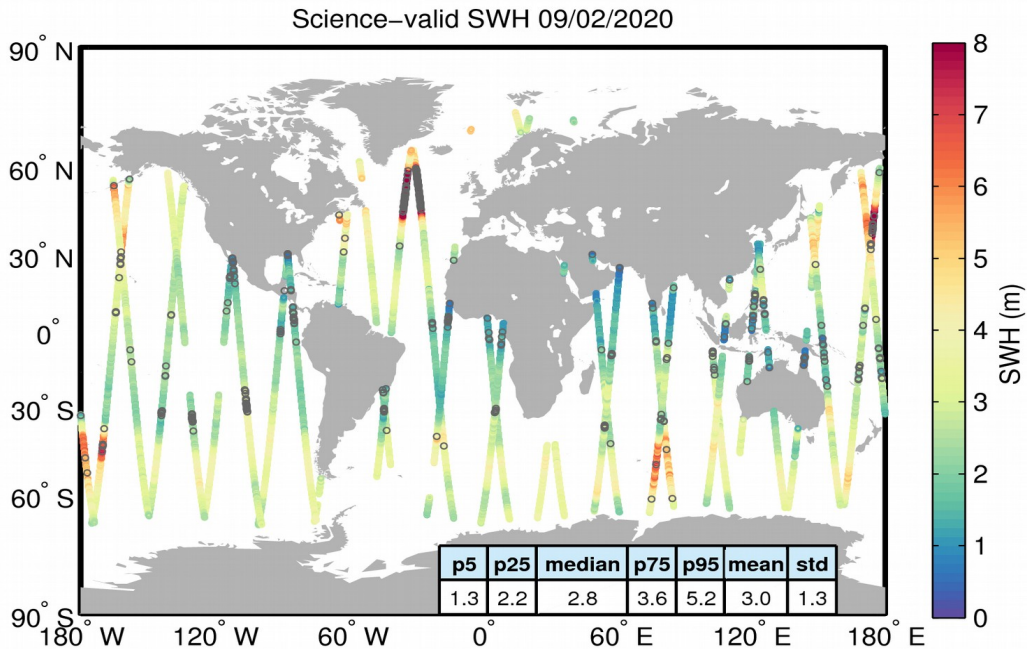 Science−valid SWH 09/02/2020
90° N
60° N
30° N
0°
30° S
60° S
90° S
180° W
120° W
60° W
0°
60° E
120° E
180° E
p5 p25 median p75 p95 mean std
1.3 2.2 2.8 3.6 5.2 3.0 1.3
8
7
6
5
4
3
2
1
0
SWH (m)